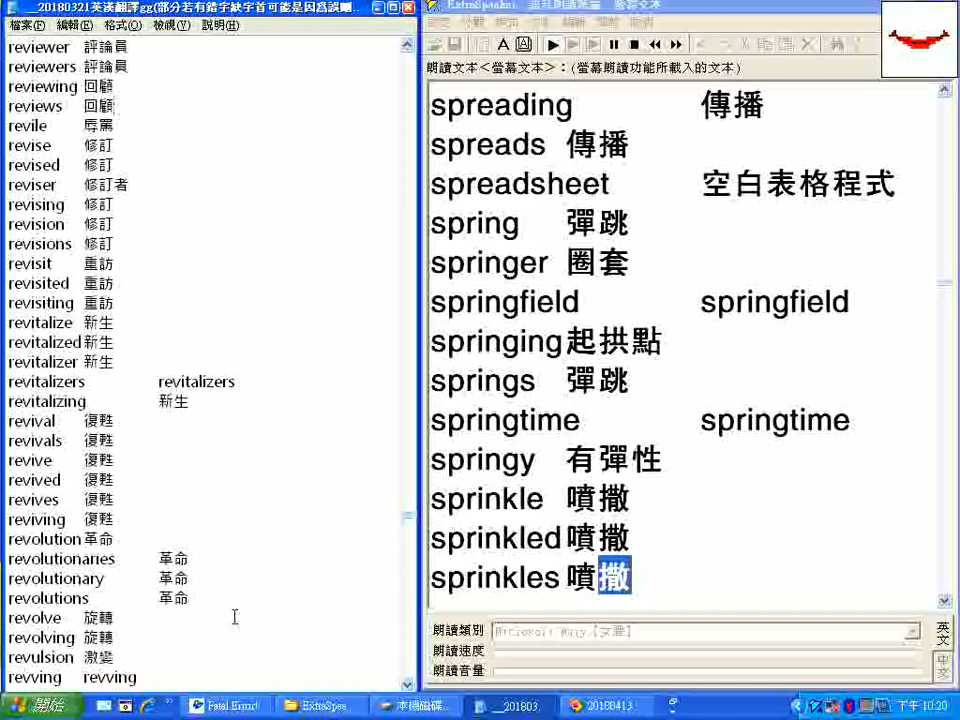 __20180321英漢翻譯gg(部分若有錯字缺字首可能是因為誤刪...
檔案(F) 編輯(E) 格式(O) 檢視(V) 說明(H)
reviewer 評論員
reviewers 評論員
reviewing 回顧
reviews 回顧
revile 辱罵
revise 修訂
revised 修訂
reviser 修訂者
revising 修訂
revision 修訂
revisions 修訂
revisit 重訪
revisited 重訪
revisiting 重訪
revitalize 新生
revitalized 新生
revitalizer 新生
revitalizers revitalizers
revitalizing 新生
revival 復甦
revivals 復甦
revive 復甦
revived 復甦
revives 復甦
reviving 復甦
revolution 革命
revolutionaries 革命
revolutionary 革命
revolutions 革命
revolve 旋轉
revolving 旋轉
revulsion 激變
revving revving
朗讀文本<螢幕文本>：(螢幕朗讀功能所載入的文本)
spreading 傳播
spreads 傳播
spreadsheet 空白表格程式
spring 彈跳
springer 圈套
springfield springfield
springing 起拱點
springs 彈跳
springtime springtime
springy 有彈性
sprinkle 噴撒
sprinkled 噴撒
sprinkles 噴撒
朗讀類別
英文
朗讀速度
中文
朗讀音量
開始 Fatal Error! ExtraSpea 本機磁碟... __201803. 20180413 下午 10:20